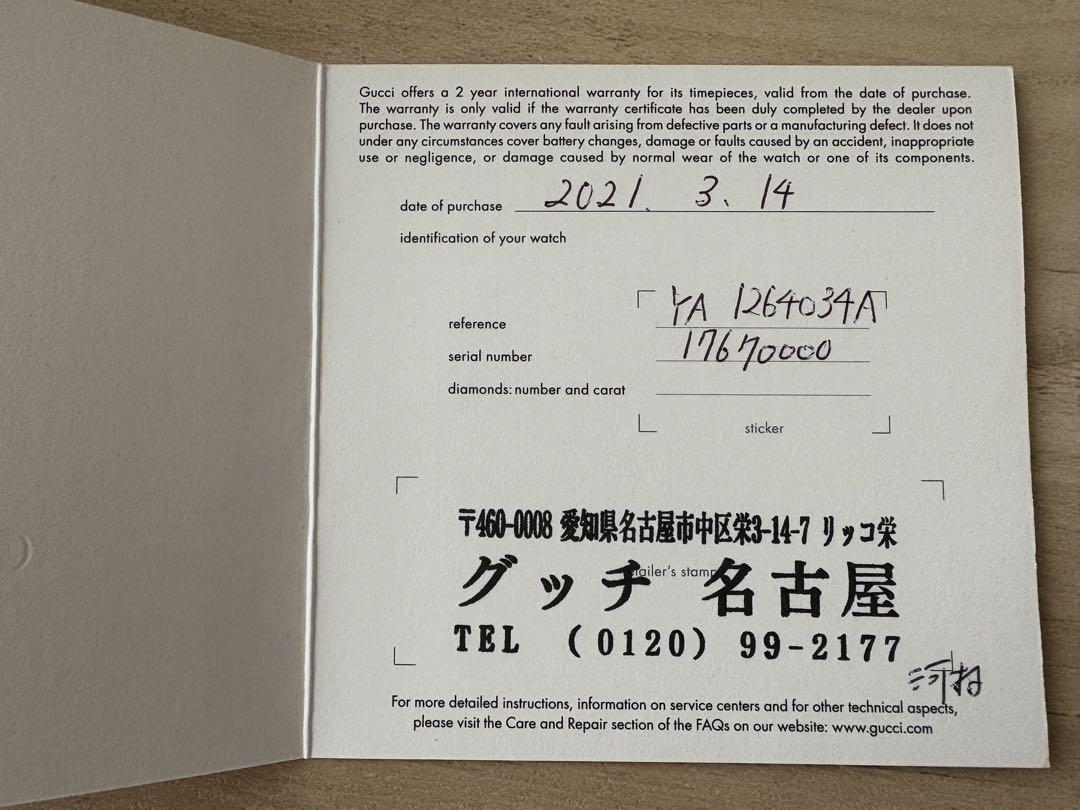 Gucci offers a 2 year international warranty for its timepieces, valid from the date of purchase.
The warranty is only valid if the warranty certificate has been duly completed by the dealer upon
purchase. The warranty covers any fault arising from defective parts or a manufacturing defect. It does not
under any circumstances cover battery changes, damage or faults caused by an accident, inappropriate
use or negligence, or damage caused by normal wear of the watch or one of its components.
date of purchase 2021. 3. 14
identification of your watch
reference YA 1264034A
serial number 17670000
diamonds: number and carat
sticker
〒460-0008 愛知県名古屋市中区栄3-14-7 リッコ栄
retailer's stamp
グッチ 名古屋
TEL (0120) 99-2177
河村
For more detailed instructions, information on service centers and for other technical aspects,
please visit the Care and Repair section of the FAQs on our website: www.gucci.com